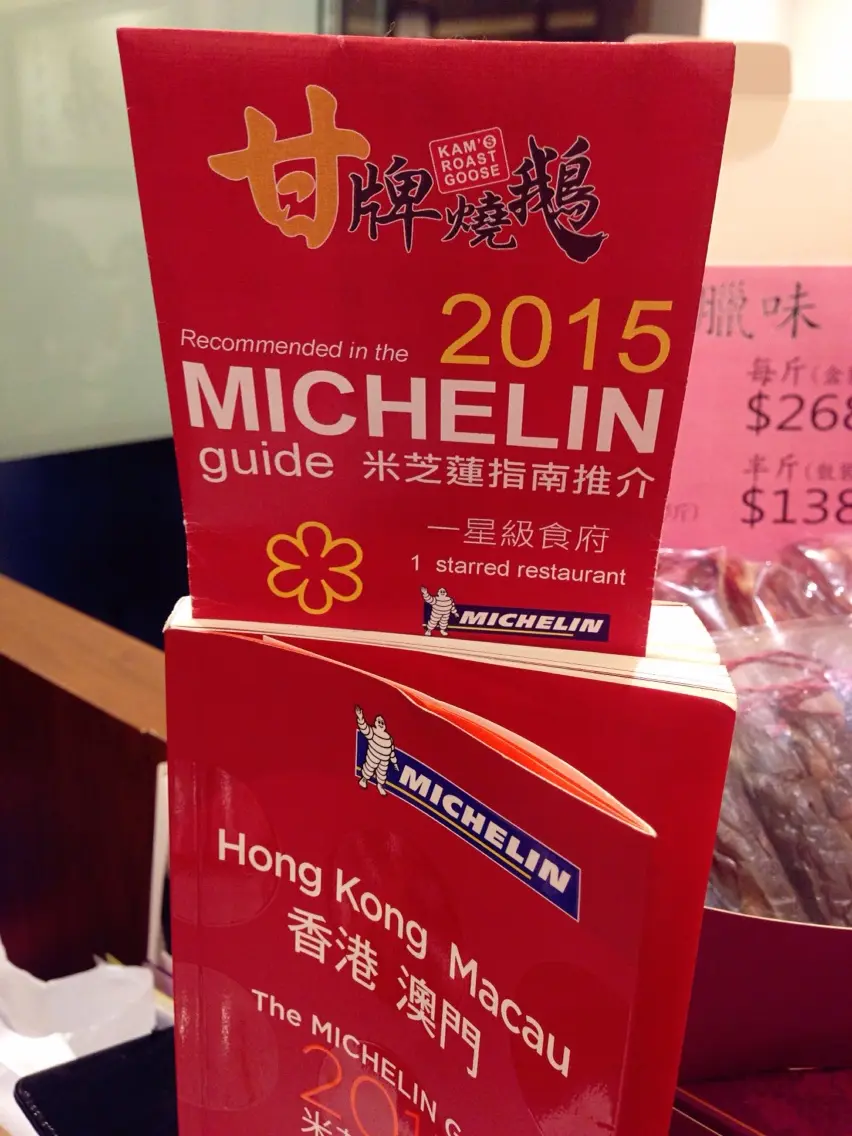 甘牌燒鵝
KAM'S
ROAST
GOOSE
2015
Recommended in the
MICHELIN
guide 米芝蓮指南推介
一星級食府
1 starred restaurant
MICHELIN
MICHELIN
Hong Kong Macau
香港 澳門
The MICHELIN
臘味
每斤
$268
半斤
$138